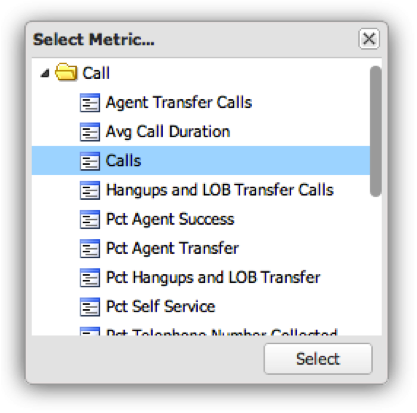 Select Metric...
Call
Agent Transfer Calls
Avg Call Duration
Calls
Hangups and LOB Transfer Calls
Pct Agent Success
Pct Agent Transfer
Pct Hangups and LOB Transfer
Pct Self Service
Pct Telephone Number Collected
Select